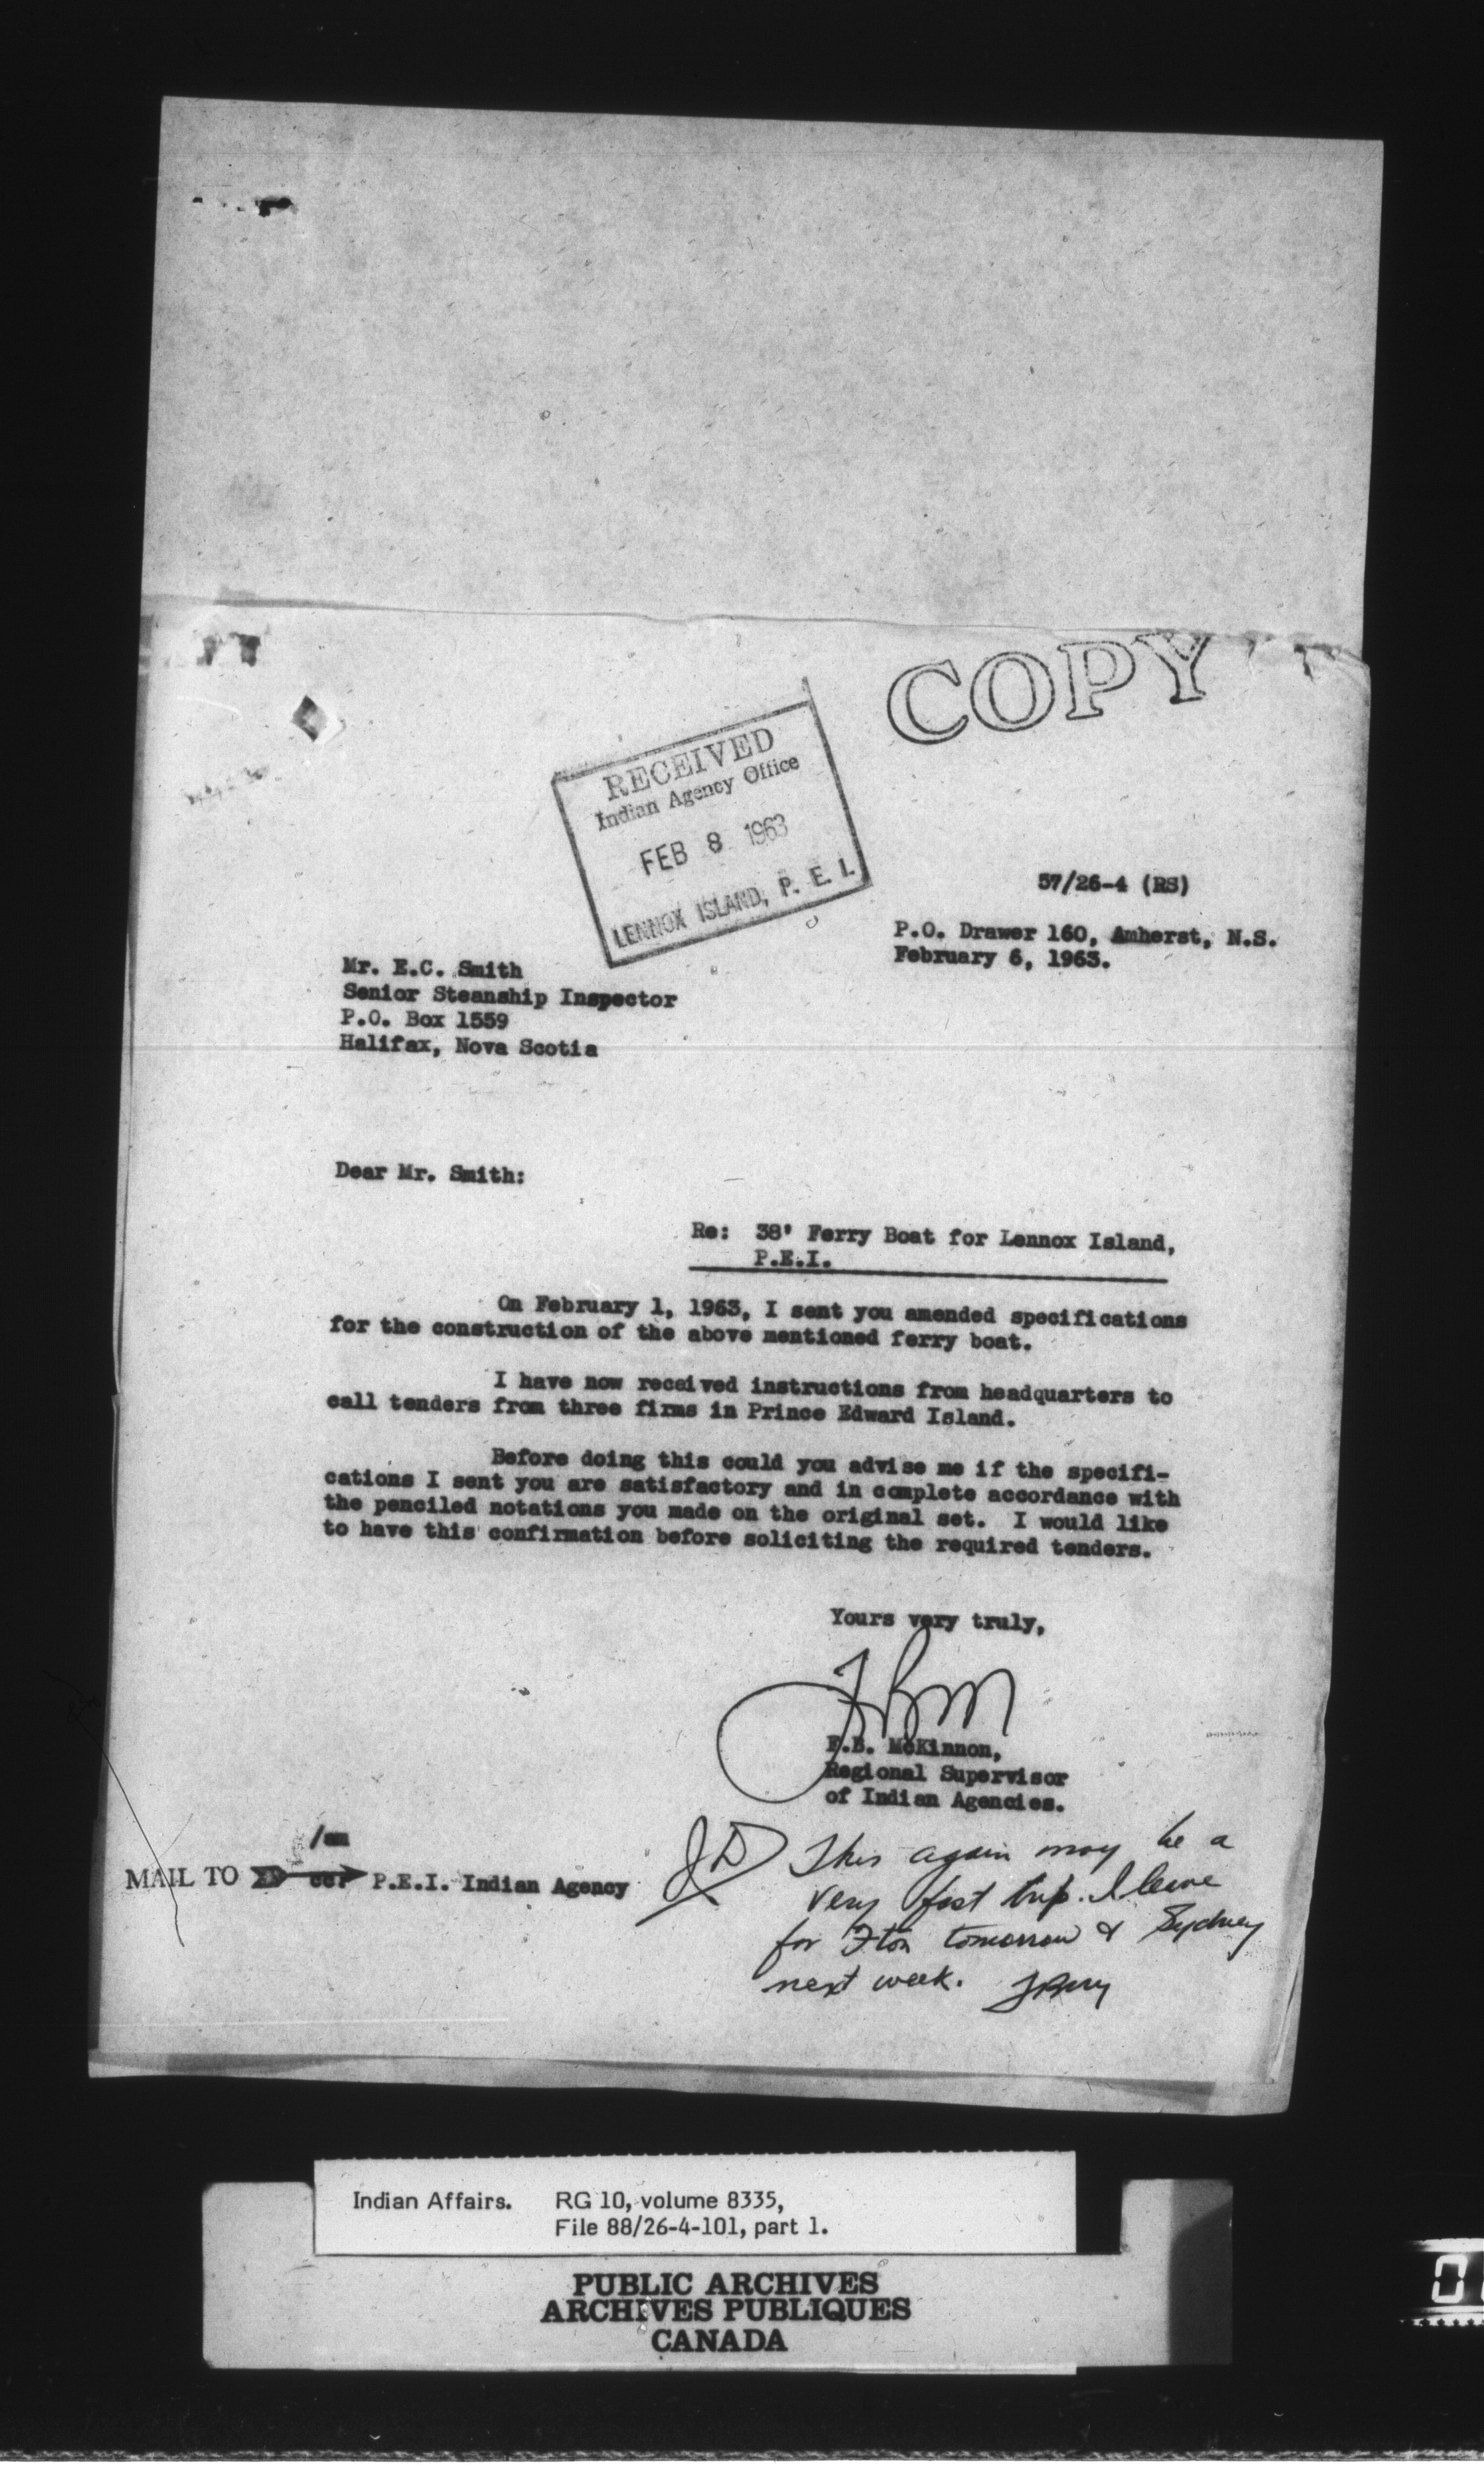 COPY
RECEIVED
Indian Agency Office
FEB 8 1963
LENNOX ISLAND, P. E. I.
57/26-4 (RS)
P.O. Drawer 160, Amherst, N.S.
February 6, 1963.
Mr. E.C. Smith
Senior Steanship Inspector
P.O. Box 1559
Halifax, Nova Scotia
Dear Mr. Smith:
Re: 38' Ferry Boat for Lennox Island,
P.E.I.
On February 1, 1963, I sent you amended specifications
for the construction of the above mentioned ferry boat.
I have now received instructions from headquarters to
call tenders from three firms in Prince Edward Island.
Before doing this could you advise me if the specifi-
cations I sent you are satisfactory and in complete accordance with
the penciled notations you made on the original set. I would like
to have this confirmation before soliciting the required tenders.
Yours very truly,
FBM
F.B. McKinnon,
Regional Supervisor
of Indian Agencies.
MAIL TO cc: P.E.I. Indian Agency
This again may be a
very fast trip. I leave
for Fton tomorrow & Sydney
next week.
Indian Affairs. RG 10, volume 8335,
File 88/26-4-101, part 1.
PUBLIC ARCHIVES
ARCHIVES PUBLIQUES
CANADA